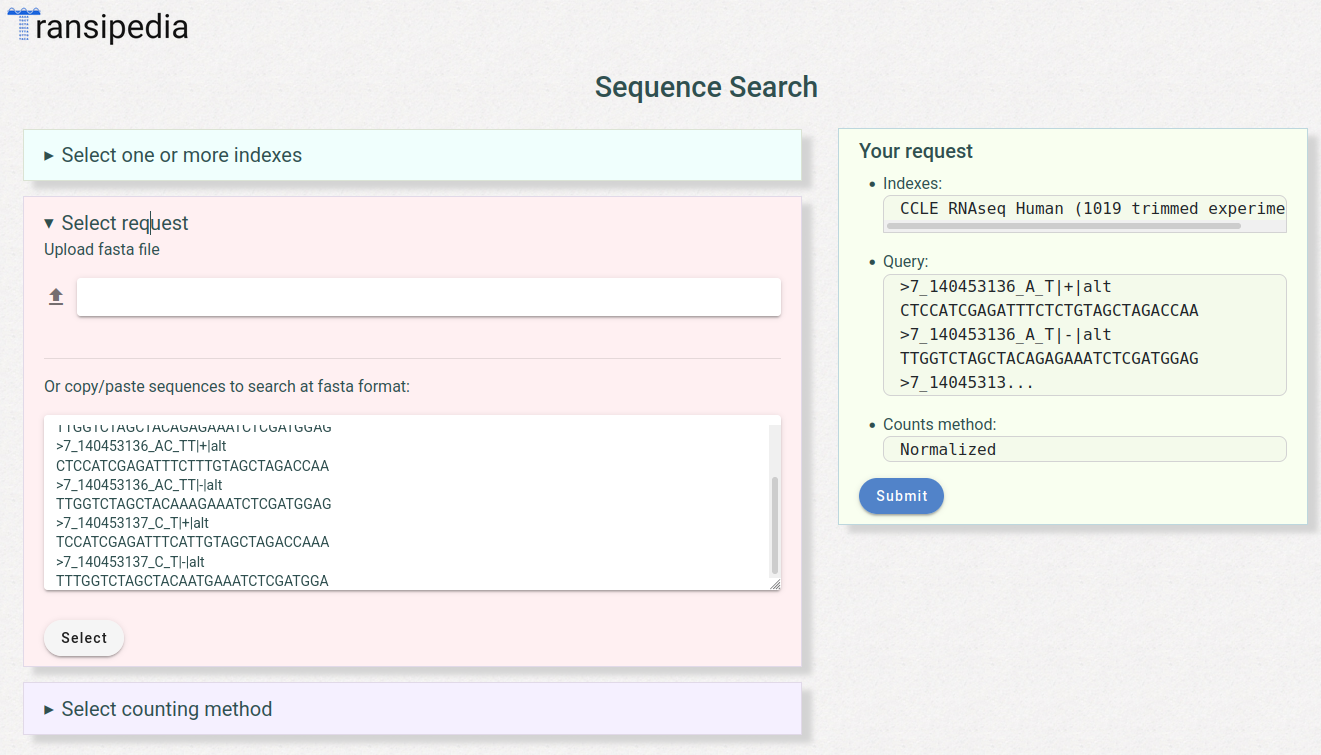 Transipedia
Sequence Search
Select one or more indexes
Select request
Upload fasta file
Or copy/paste sequences to search at fasta format:
TTGGTCTAGCTACAGAGAAATCTCGATGGAG
>7_140453136_AC_TT|+|alt
CTCCATCGAGATTTCTTTGTAGCTAGACCAA
>7_140453136_AC_TT|-|alt
TTGGTCTAGCTACAAAGAAATCTCGATGGAG
>7_140453137_C_T|+|alt
TCCATCGAGATTTCATTGTAGCTAGACCAAA
>7_140453137_C_T|-|alt
TTTGGTCTAGCTACAATGAAATCTCGATGGA
Select
Select counting method
Your request
Indexes:
CCLE RNAseq Human (1019 trimmed experime
Query:
>7_140453136_A_T|+|alt
CTCCATCGAGATTTCTCTGTAGCTAGACCAA
>7_140453136_A_T|-|alt
TTGGTCTAGCTACAGAGAAATCTCGATGGAG
>7_14045313...
Counts method:
Normalized
Submit